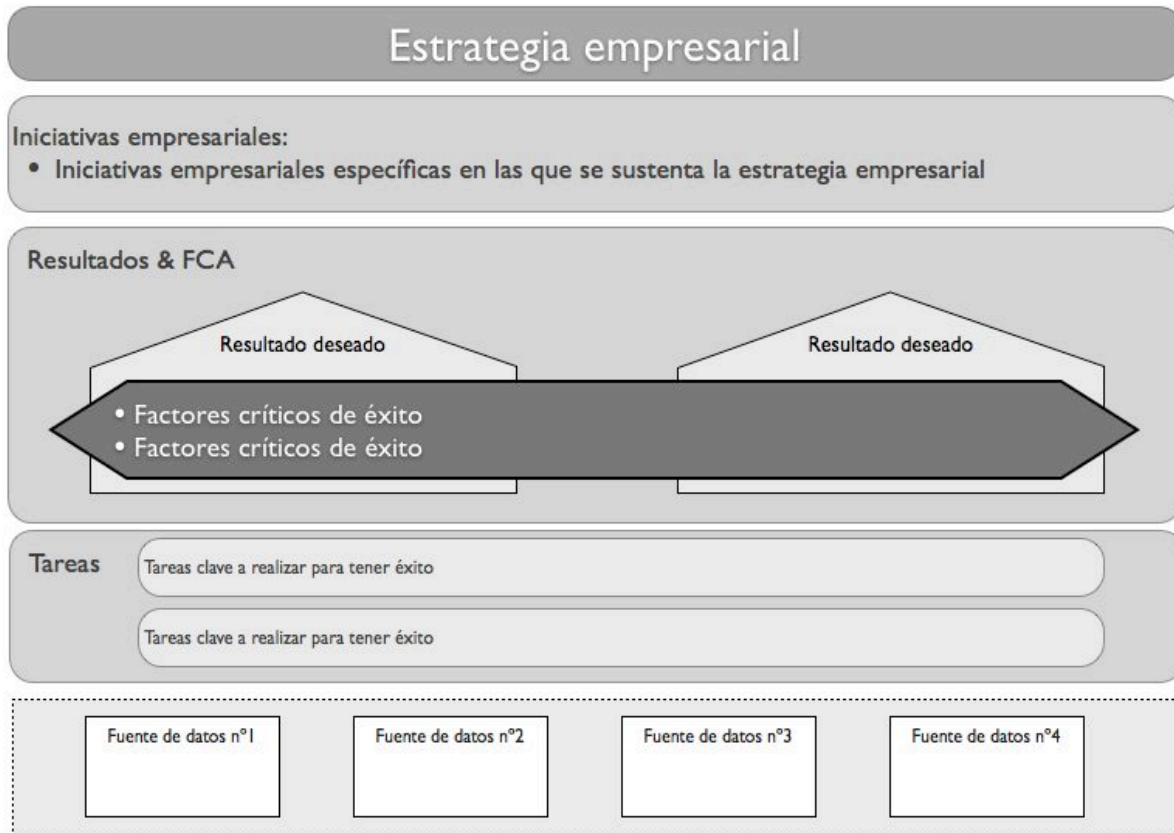 Estrategia empresarial
Iniciativas empresariales:
• Iniciativas empresariales específicas en las que se sustenta la estrategia empresarial
Resultados & FCA
Resultado deseado
Resultado deseado
• Factores críticos de éxito
• Factores críticos de éxito
Tareas
Tareas clave a realizar para tener éxito
Tareas clave a realizar para tener éxito
Fuente de datos nº1
Fuente de datos nº2
Fuente de datos nº3
Fuente de datos nº4